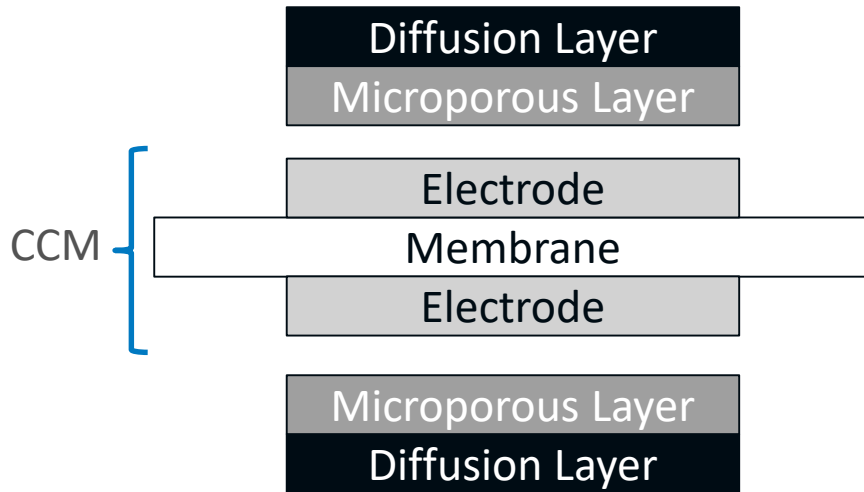 Diffusion Layer
Microporous Layer
Electrode
CCM
Membrane
Electrode
Microporous Layer
Diffusion Layer